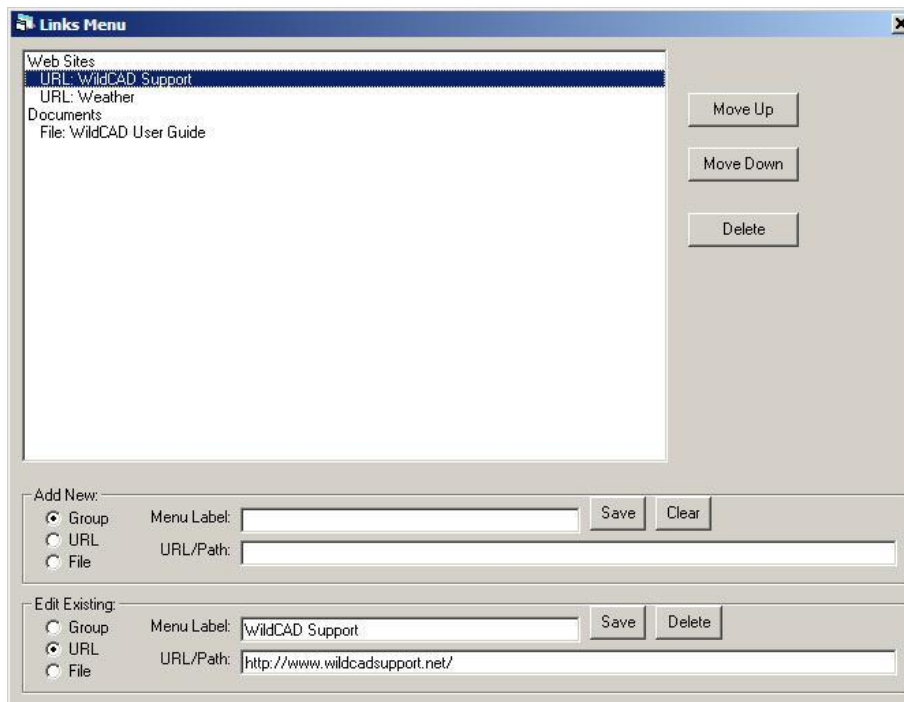 Links Menu
Web Sites
URL: WildCAD Support
URL: Weather
Documents
File: WildCAD User Guide
Move Up
Move Down
Delete
Add New:
Group
Menu Label:
Save
Clear
URL
URL/Path:
File
Edit Existing:
Group
Menu Label:
WildCAD Support
Save
Delete
URL
URL/Path:
http://www.wildcadsupport.net/
File